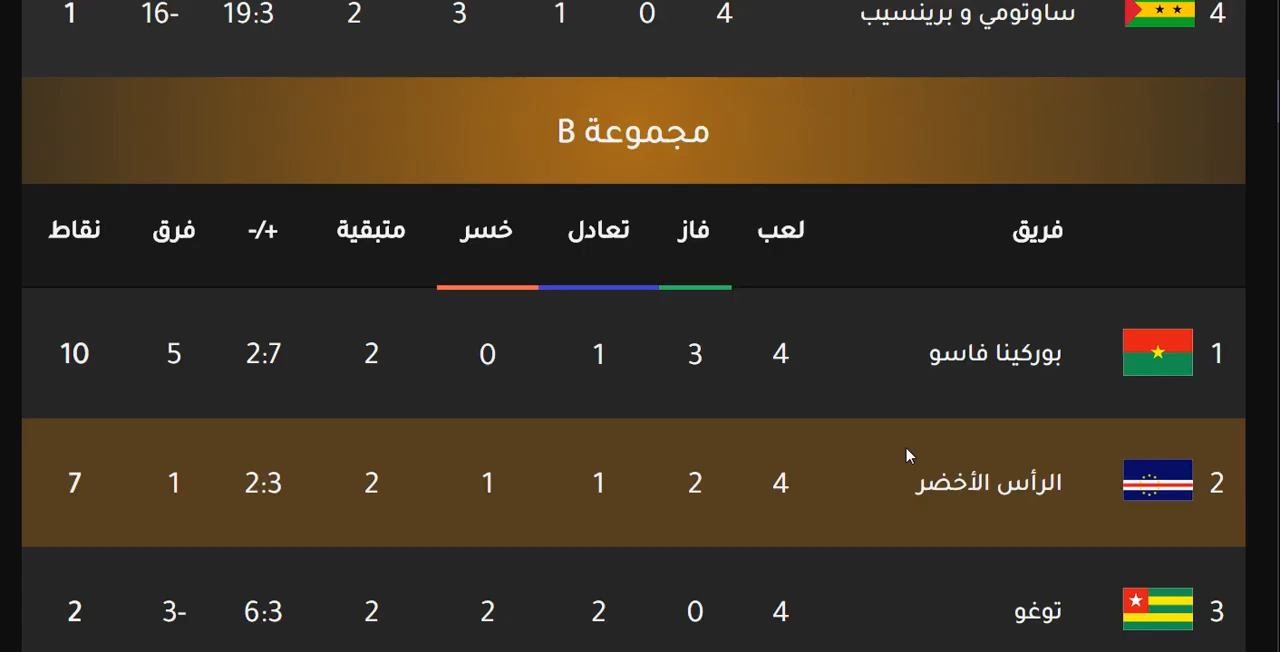 4 ساوتومي و برينسيب 4 0 1 3 2 19:3 16- 1
مجموعة B
فريق لعب فاز تعادل خسر متبقية +/- فرق نقاط
1 بوركينا فاسو 4 3 1 0 2 2:7 5 10
2 الرأس الأخضر 4 2 1 1 2 2:3 1 7
3 توغو 4 0 2 2 2 6:3 3- 2